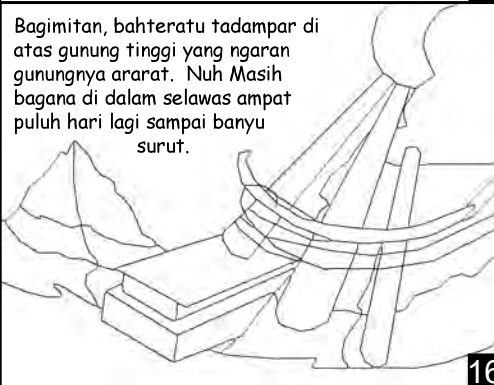 Bagimitan, bahteratu tadampar di
atas gunung tinggi yang ngaran
gunungnya ararat. Nuh Masih
bagana di dalam selawas ampat
puluh hari lagi sampai banyu
surut.
16